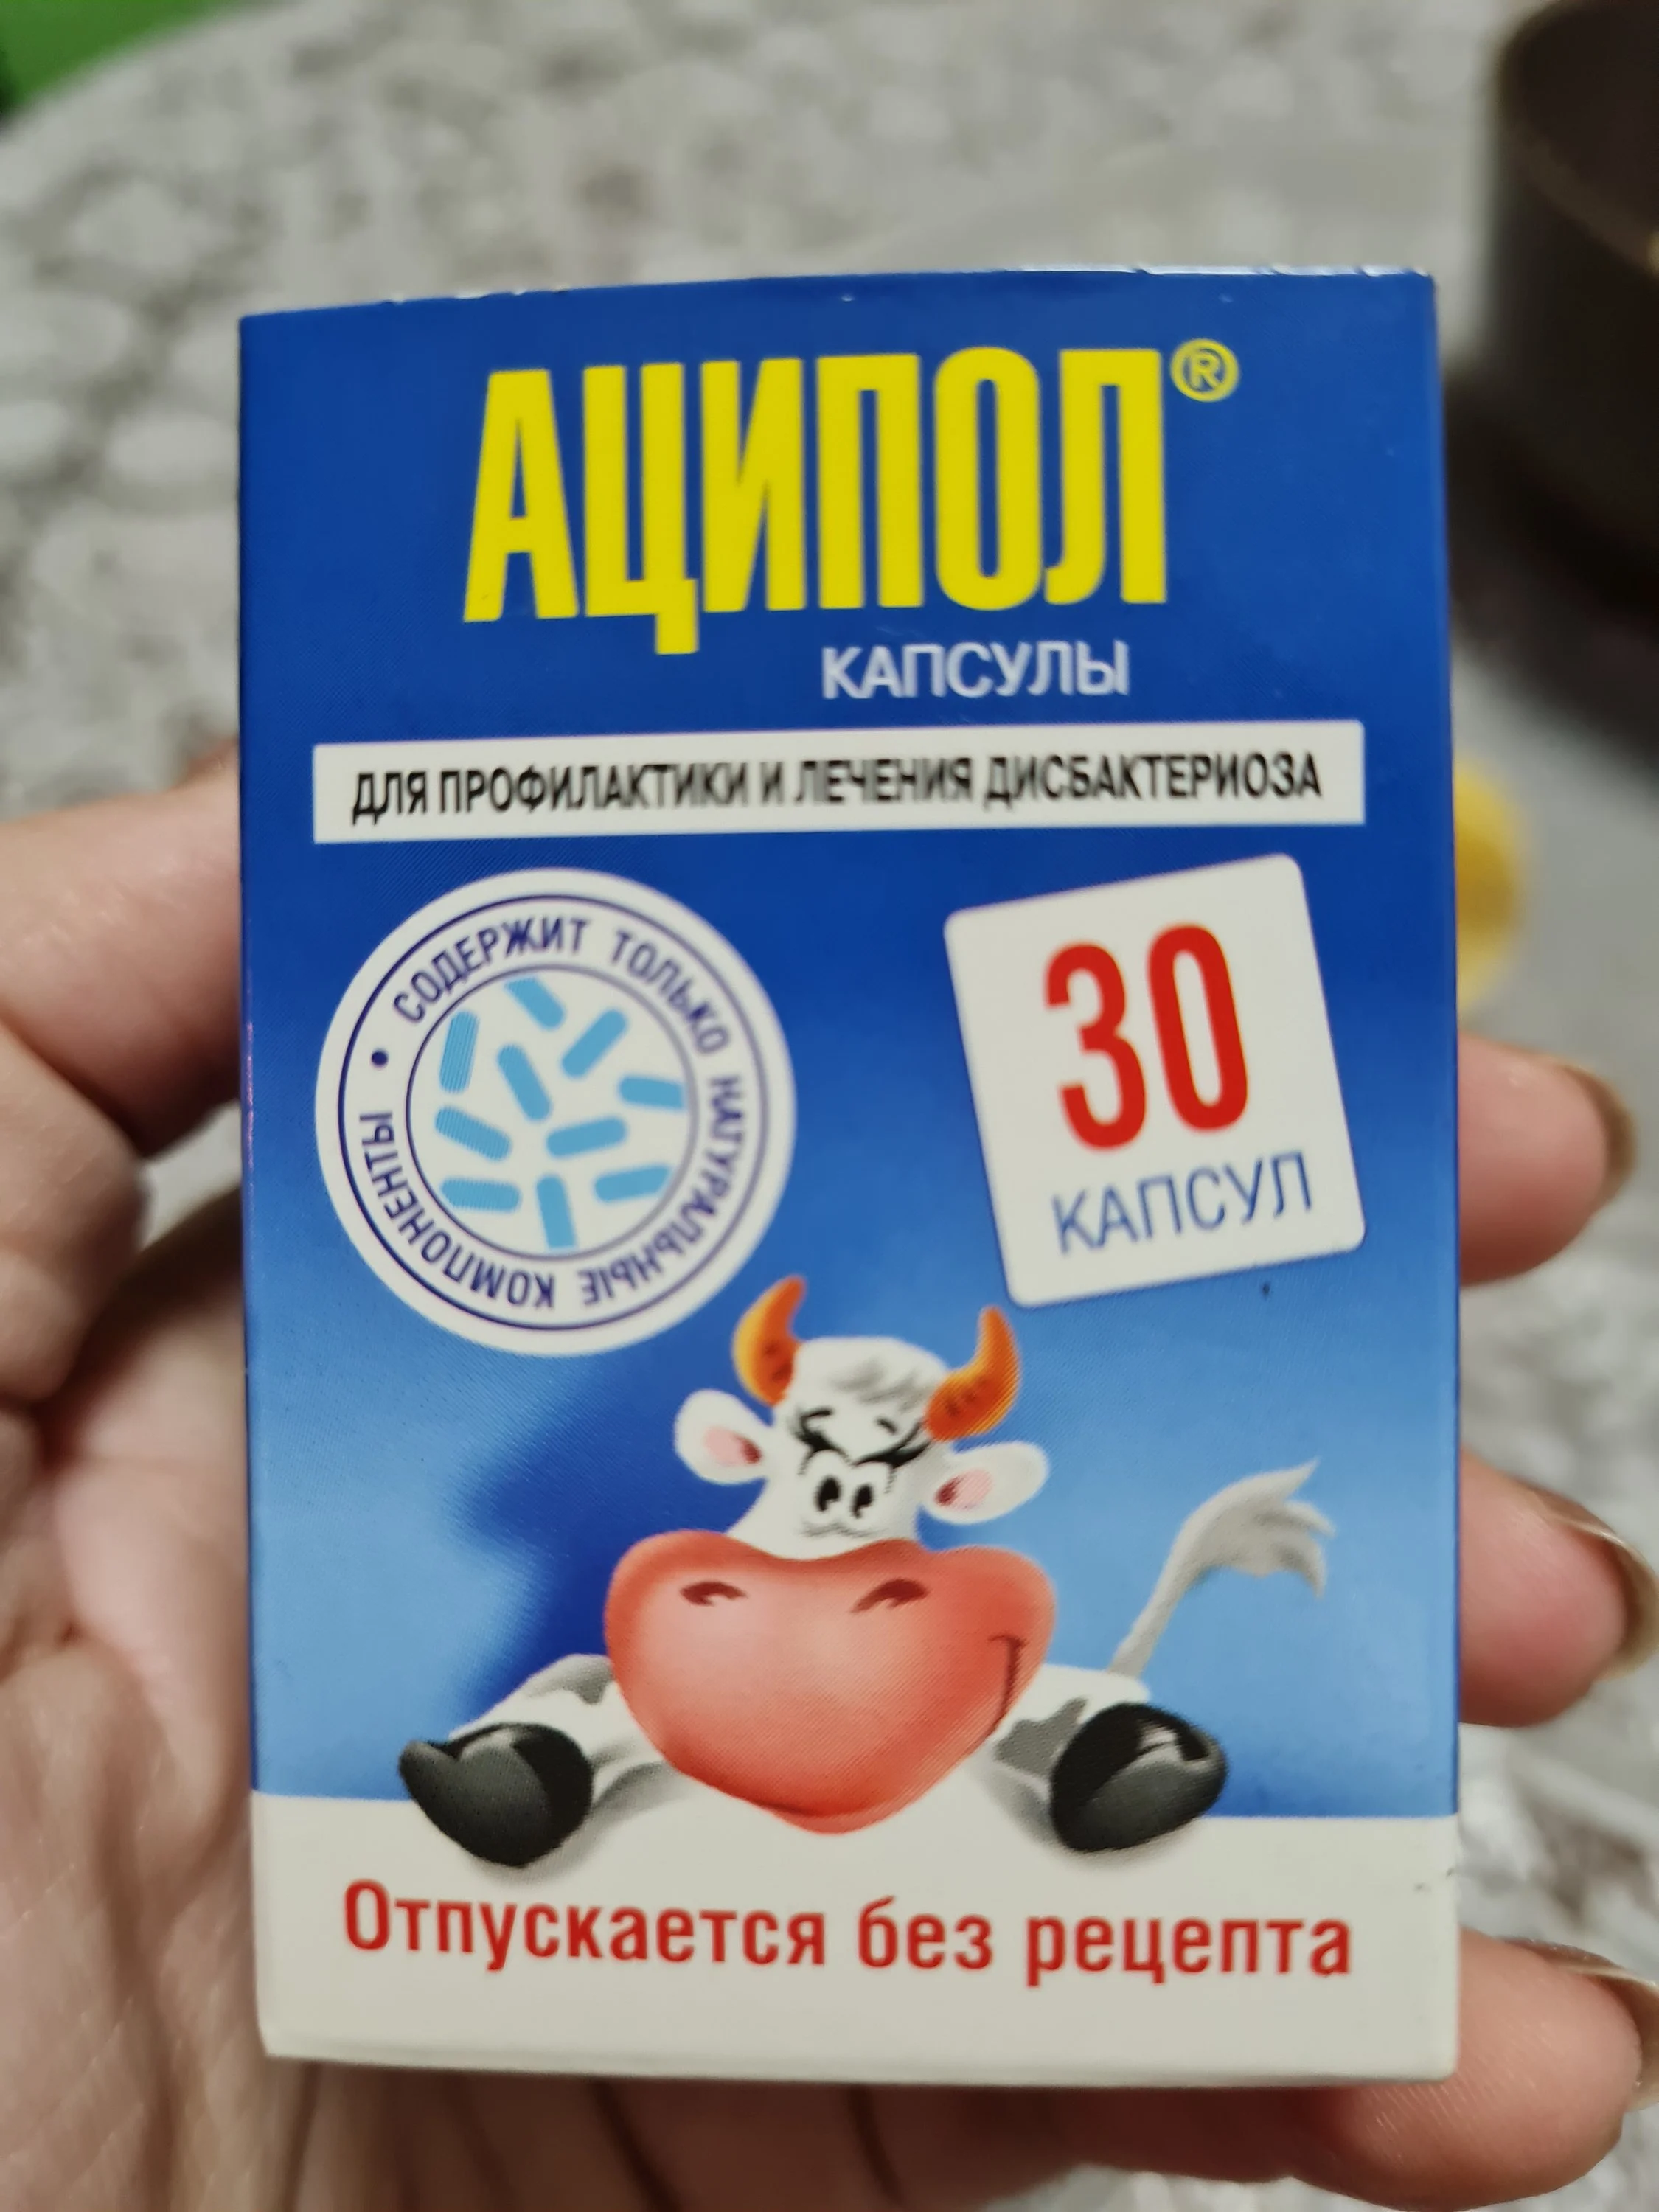 АЦИПОЛ®
КАПСУЛЫ
ДЛЯ ПРОФИЛАКТИКИ И ЛЕЧЕНИЯ ДИСБАКТЕРИОЗА
• СОДЕРЖИТ ТОЛЬКО НАТУРАЛЬНЫЕ КОМПОНЕНТЫ
30
КАПСУЛ
Отпускается без рецепта